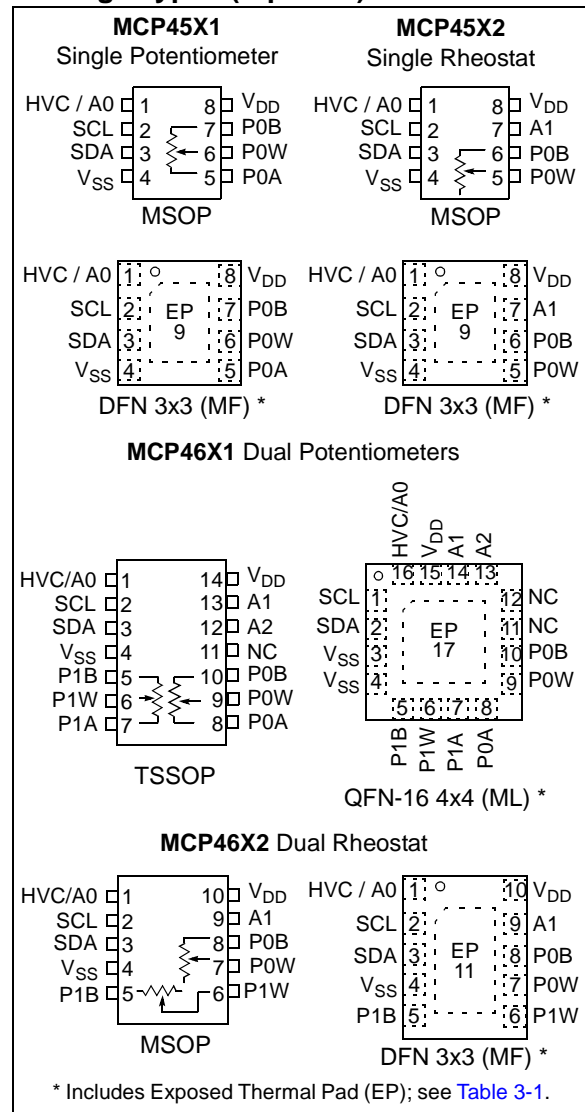 MCP45X1
Single Potentiometer
HVC / A0 1 8 VDD
SCL 2 7 P0B
SDA 3 6 P0W
VSS 4 5 P0A
MSOP
MCP45X2
Single Rheostat
HVC / A0 1 8 VDD
SCL 2 7 A1
SDA 3 6 P0B
VSS 4 5 P0W
MSOP
HVC / A0 1 8 VDD
SCL 2 EP 7 P0B
SDA 3 9 6 P0W
VSS 4 5 P0A
DFN 3x3 (MF) *
HVC / A0 1 8 VDD
SCL 2 EP 7 A1
SDA 3 9 6 P0B
VSS 4 5 P0W
DFN 3x3 (MF) *
MCP46X1 Dual Potentiometers
HVC/A0 1 14 VDD
SCL 2 13 A1
SDA 3 12 A2
VSS 4 11 NC
P1B 5 10 P0B
P1W 6 9 P0W
P1A 7 8 P0A
TSSOP
HVC/A0 VDD A1 A2
16 15 14 13
SCL 1 12 NC
SDA 2 EP 11 NC
VSS 3 17 10 P0B
VSS 4 9 P0W
5 6 7 8
P1B P1W P1A P0A
QFN-16 4x4 (ML) *
MCP46X2 Dual Rheostat
HVC/A0 1 10 VDD
SCL 2 9 A1
SDA 3 8 P0B
VSS 4 7 P0W
P1B 5 6 P1W
MSOP
HVC / A0 1 10 VDD
SCL 2 9 A1
SDA 3 EP 8 P0B
VSS 4 11 7 P0W
P1B 5 6 P1W
DFN 3x3 (MF) *
* Includes Exposed Thermal Pad (EP); see Table 3-1.